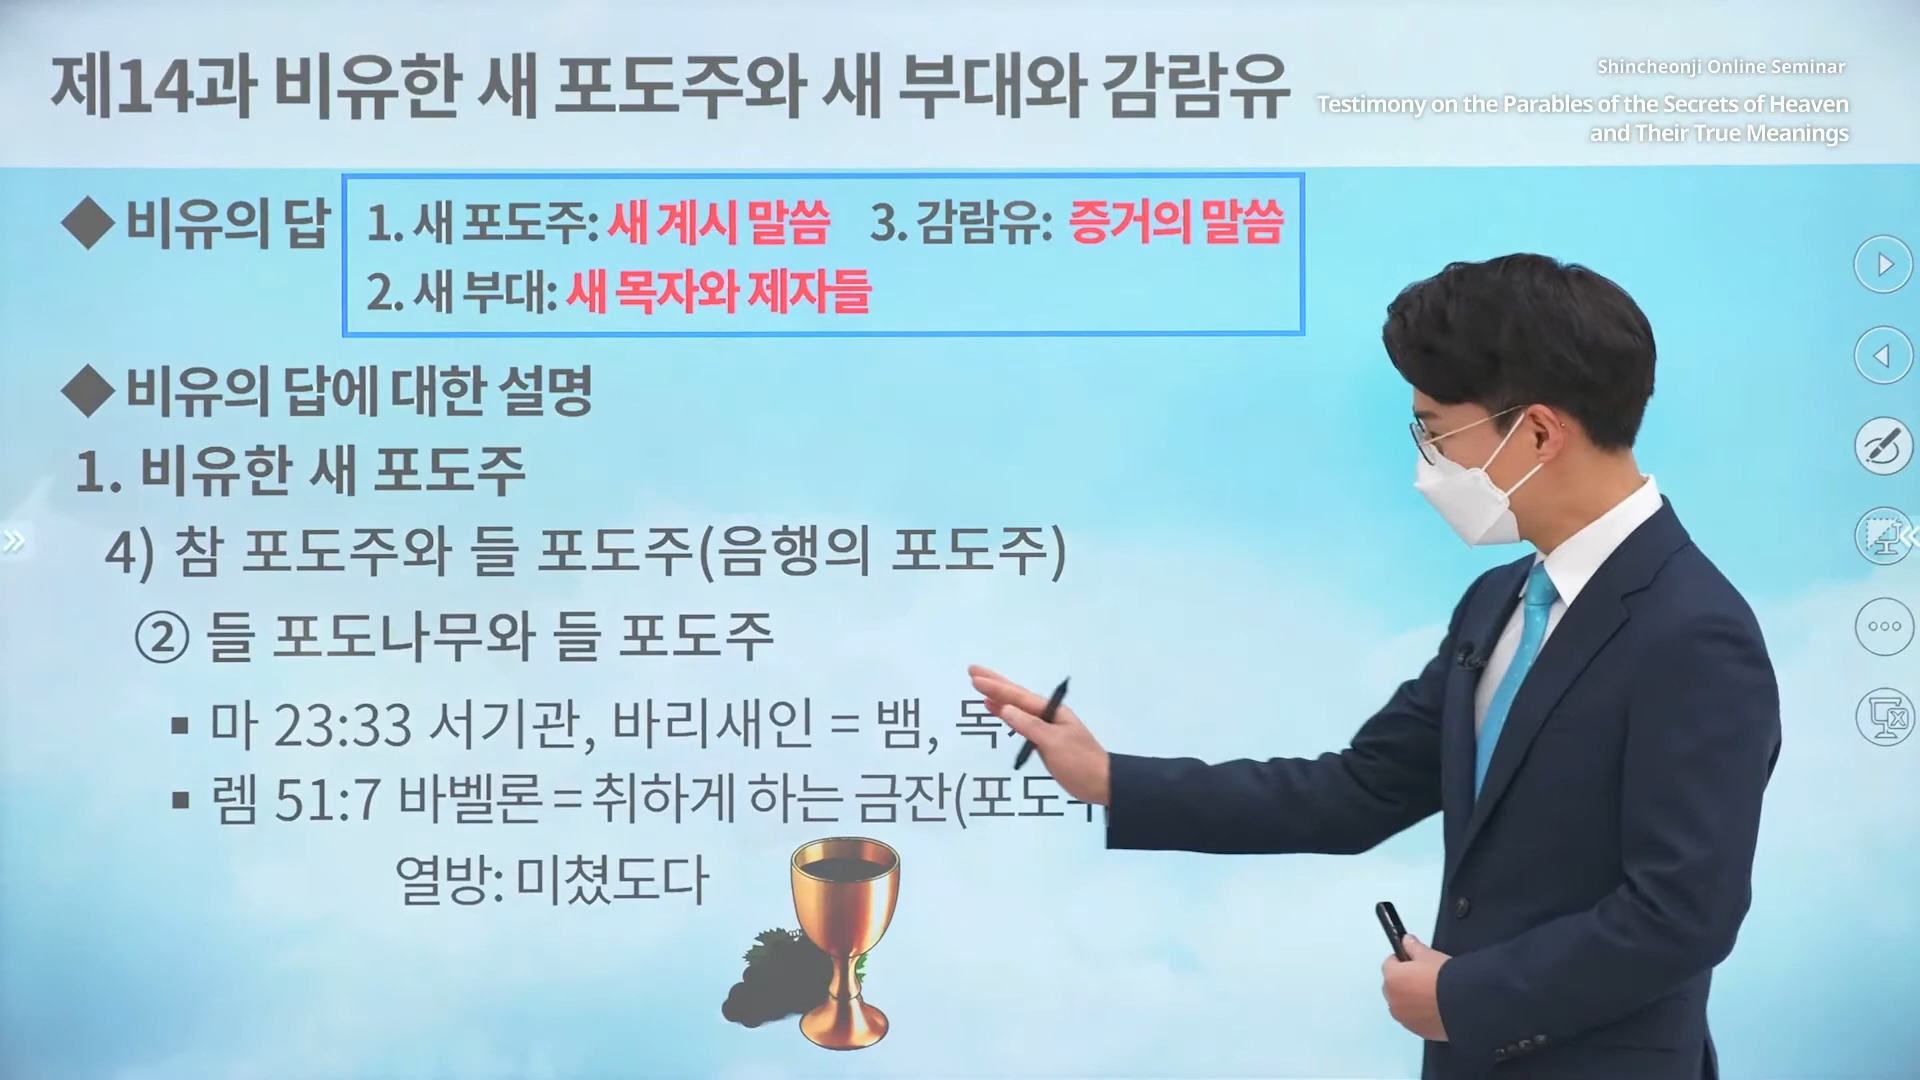 제14과 비유한 새 포도주와 새 부대와 감람유
Shincheonji Online Seminar
Testimony on the Parables of the Secrets of Heaven
and Their True Meanings
◆ 비유의 답
1. 새 포도주: 새 계시 말씀 3. 감람유: 증거의 말씀
2. 새 부대: 새 목자와 제자들
◆ 비유의 답에 대한 설명
1. 비유한 새 포도주
4) 참 포도주와 들 포도주(음행의 포도주)
② 들 포도나무와 들 포도주
▪ 마 23:33 서기관, 바리새인 = 뱀,
▪ 렘 51:7 바벨론 = 취하게 하는 금잔(포도주
열방: 미쳤도다